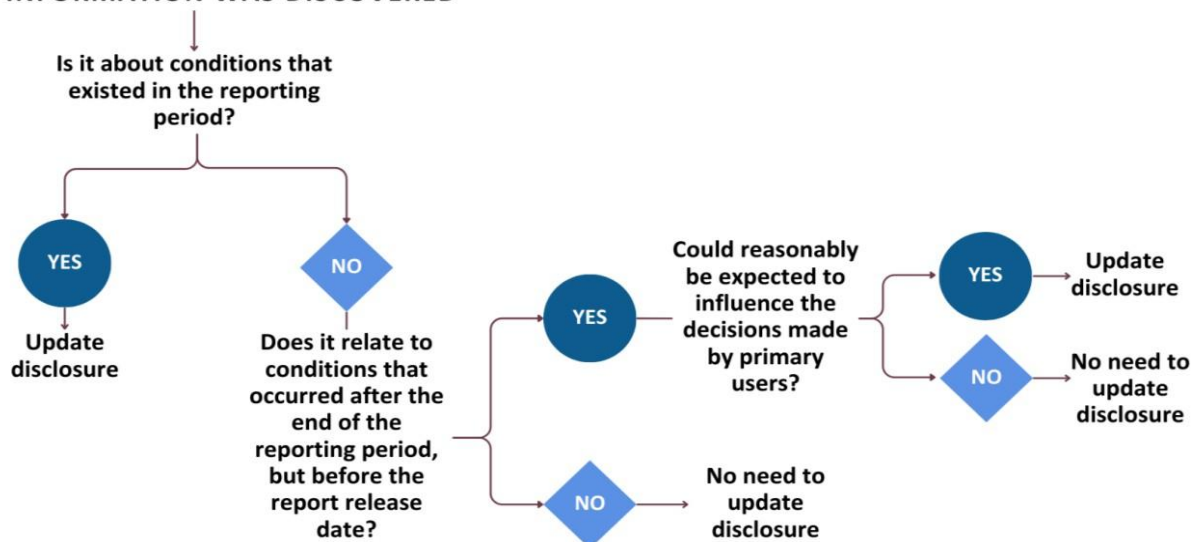 INFORMATION WAS DISCOVERED
Is it about conditions that
existed in the reporting
period?
YES
Update
disclosure
NO
Does it relate to
conditions that
occurred after the
end of the
reporting period,
but before the
report release
date?
YES
Could reasonably
be expected to
influence the
decisions made
by primary
users?
YES
Update
disclosure
NO
No need to
update
disclosure
NO
No need to
update
disclosure